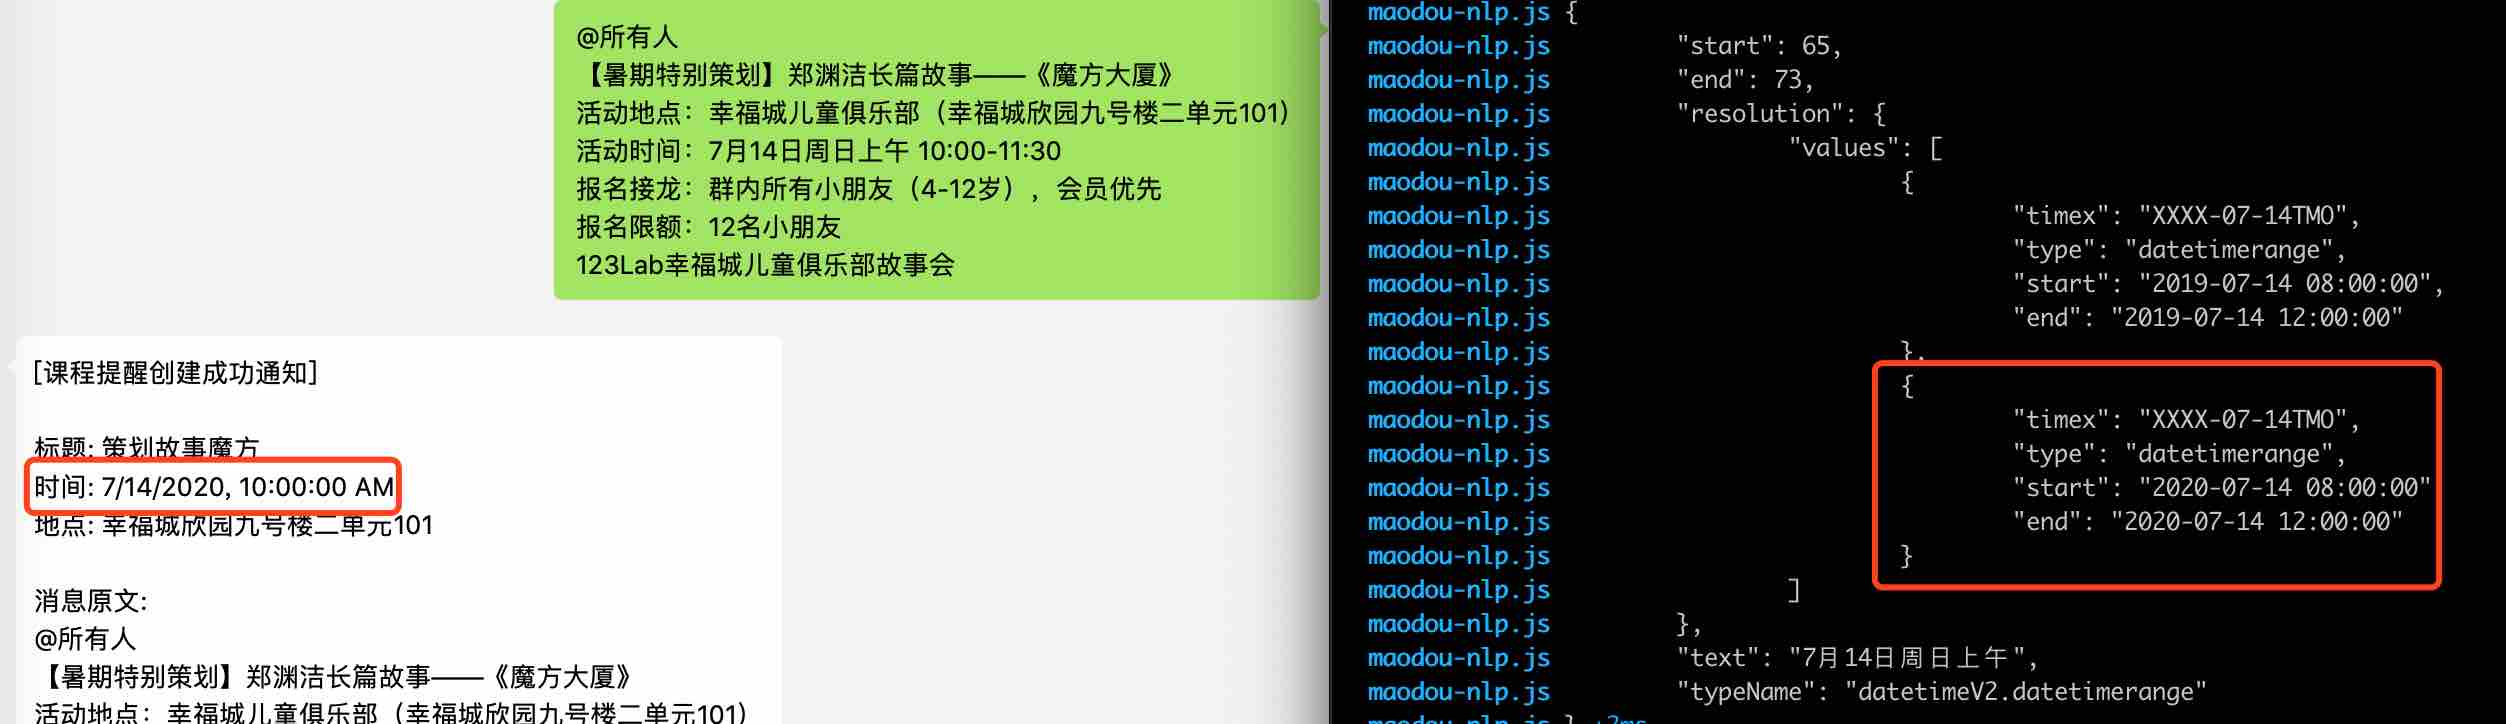 @所有人
【暑期特别策划】郑渊洁长篇故事——《魔方大厦》
活动地点：幸福城儿童俱乐部（幸福城欣园九号楼二单元101）
活动时间：7月14日周日上午 10:00-11:30
报名接龙：群内所有小朋友（4-12岁），会员优先
报名限额：12名小朋友
123Lab幸福城儿童俱乐部故事会
[课程提醒创建成功通知]
标题: 策划故事魔方
时间: 7/14/2020, 10:00:00 AM
地点: 幸福城欣园九号楼二单元101
消息原文:
@所有人
【暑期特别策划】郑渊洁长篇故事——《魔方大厦》
活动地点：幸福城儿童俱乐部（幸福城欣园九号楼二单元101）
maodou-nlp.js {
maodou-nlp.js "start": 65,
maodou-nlp.js "end": 73,
maodou-nlp.js "resolution": {
maodou-nlp.js "values": [
maodou-nlp.js {
maodou-nlp.js "timex": "XXXX-07-14TMO",
maodou-nlp.js "type": "datetimerange",
maodou-nlp.js "start": "2019-07-14 08:00:00",
maodou-nlp.js "end": "2019-07-14 12:00:00"
maodou-nlp.js },
maodou-nlp.js {
maodou-nlp.js "timex": "XXXX-07-14TMO",
maodou-nlp.js "type": "datetimerange",
maodou-nlp.js "start": "2020-07-14 08:00:00"
maodou-nlp.js "end": "2020-07-14 12:00:00"
maodou-nlp.js }
maodou-nlp.js ]
maodou-nlp.js },
maodou-nlp.js "text": "7月14日周日上午",
maodou-nlp.js "typeName": "datetimeV2.datetimerange"
maodou-nlp.js } +2ms